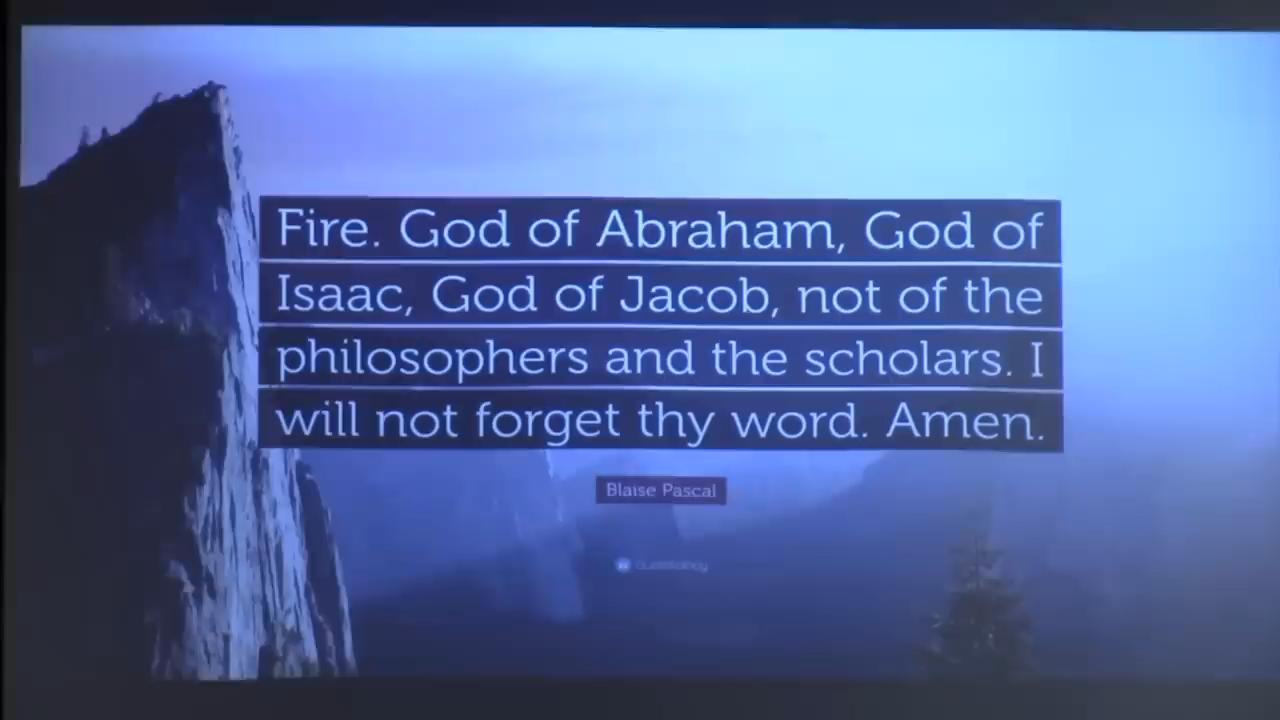 Fire. God of Abraham, God of
Isaac, God of Jacob, not of the
philosophers and the scholars. I
will not forget thy word. Amen.
Blaise Pascal